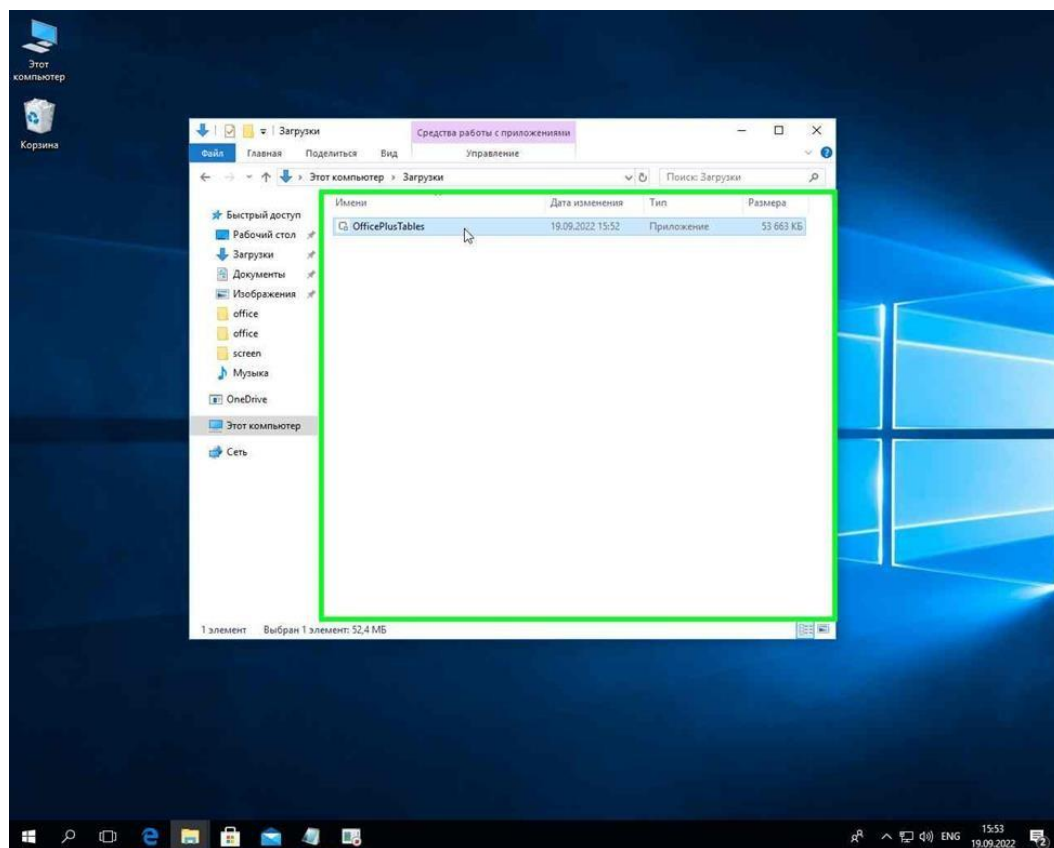 Этот
компьютер
Корзина
Загрузки
Средства работы с приложениями
Файл Главная Поделиться Вид Управление
Этот компьютер › Загрузки
Поиск: Загрузки
Имени Дата изменения Тип Размера
OfficePlusTables 19.09.2022 15:52 Приложение 53 663 КБ
Быстрый доступ
Рабочий стол
Загрузки
Документы
Изображения
office
office
screen
Музыка
OneDrive
Этот компьютер
Сеть
1 элемент Выбран 1 элемент: 52,4 МБ
ENG
15:53
19.09.2022
2